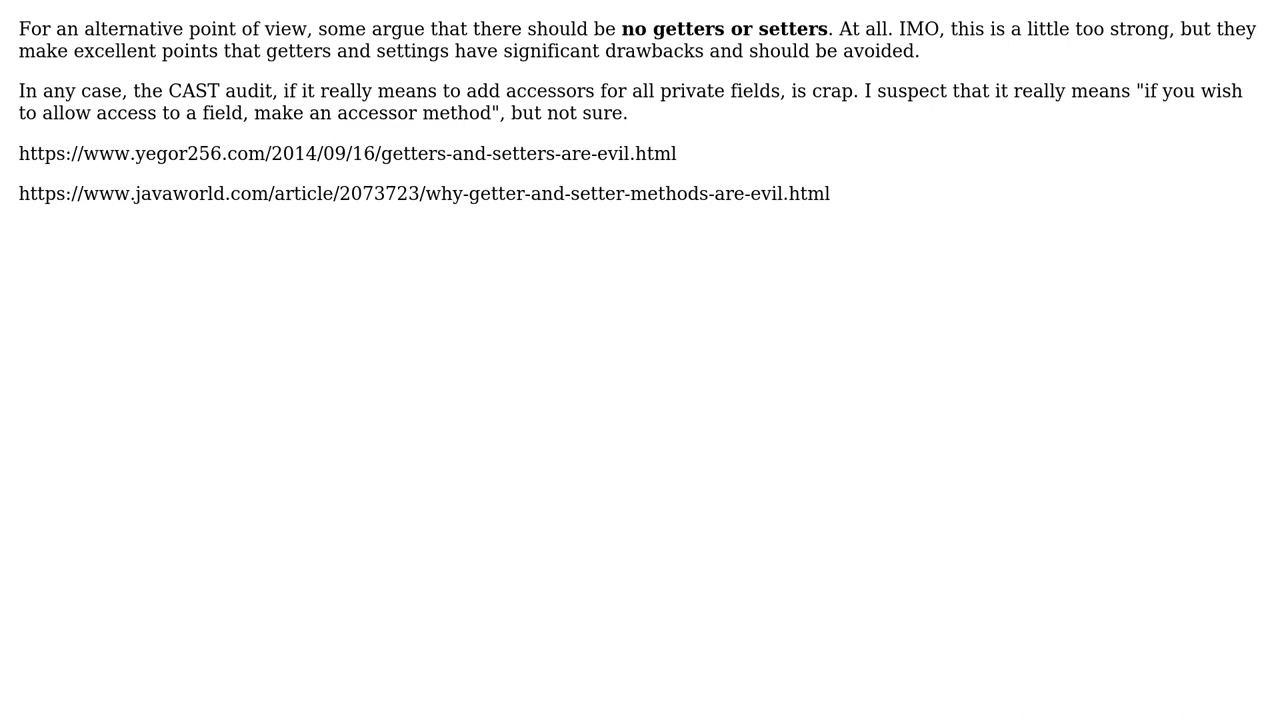 For an alternative point of view, some argue that there should be no getters or setters. At all. IMO, this is a little too strong, but they
make excellent points that getters and settings have significant drawbacks and should be avoided.
In any case, the CAST audit, if it really means to add accessors for all private fields, is crap. I suspect that it really means "if you wish
to allow access to a field, make an accessor method", but not sure.
https://www.yegor256.com/2014/09/16/getters-and-setters-are-evil.html
https://www.javaworld.com/article/2073723/why-getter-and-setter-methods-are-evil.html